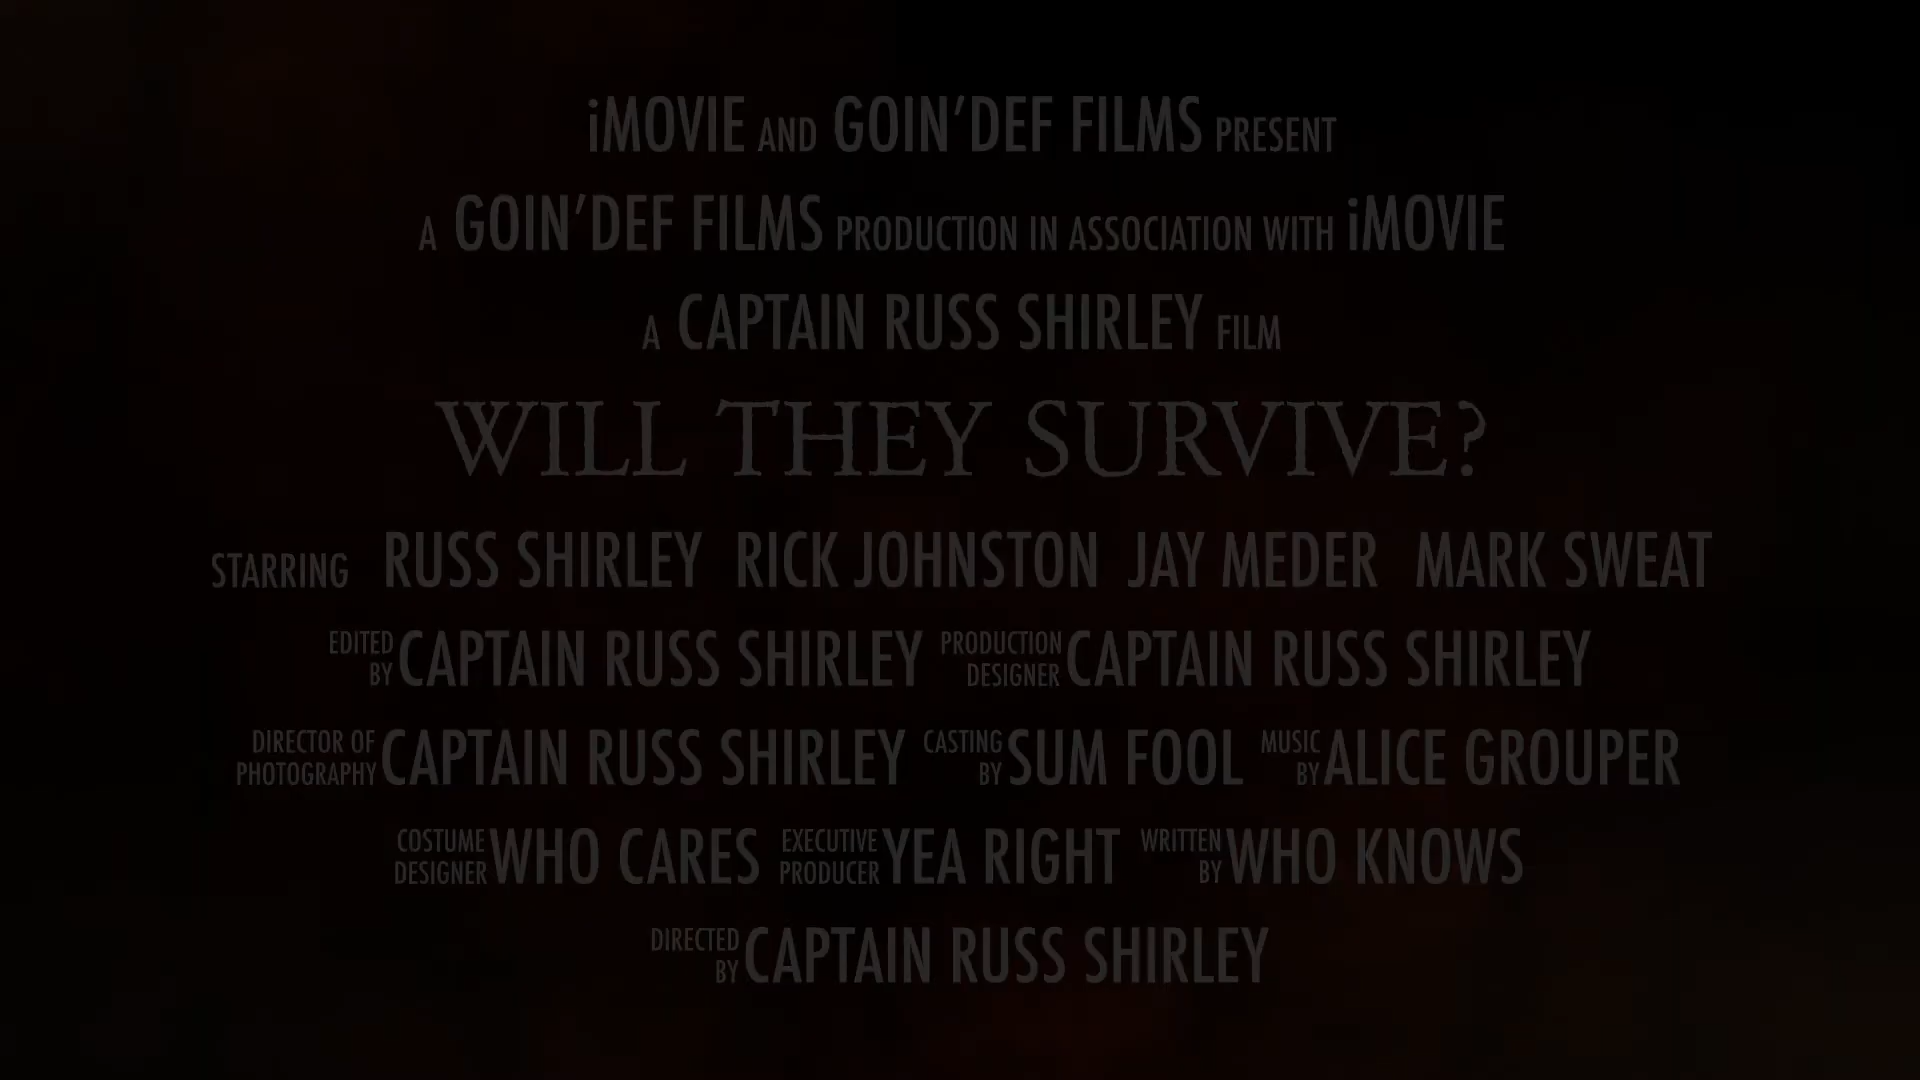 iMOVIE AND GOIN'DEF FILMS PRESENT
A GOIN'DEF FILMS PRODUCTION IN ASSOCIATION WITH iMOVIE
A CAPTAIN RUSS SHIRLEY FILM
WILL THEY SURVIVE?
STARRING RUSS SHIRLEY RICK JOHNSTON JAY MEDER MARK SWEAT
EDITED BY CAPTAIN RUSS SHIRLEY PRODUCTION DESIGNER CAPTAIN RUSS SHIRLEY
DIRECTOR OF PHOTOGRAPHY CAPTAIN RUSS SHIRLEY CASTING BY SUM FOOL MUSIC BY ALICE GROUPER
COSTUME DESIGNER WHO CARES EXECUTIVE PRODUCER YEA RIGHT WRITTEN BY WHO KNOWS
DIRECTED BY CAPTAIN RUSS SHIRLEY